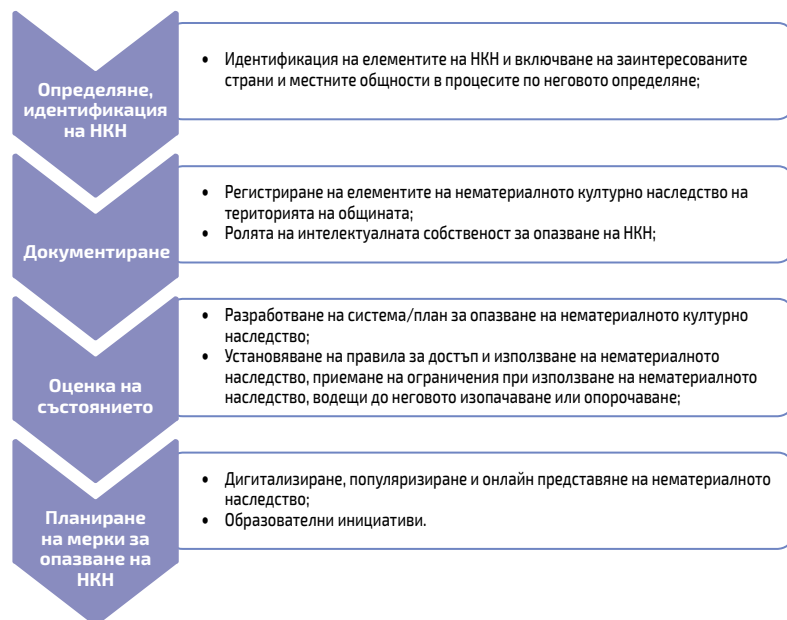 Определяне,
идентификация
на НКН
• Идентификация на елементите на НКН и включване на заинтересованите
страни и местните общности в процесите по неговото определяне;
Документиране
• Регистриране на елементите на нематериалното културно наследство на
територията на общината;
• Ролята на интелектуалната собственост за опазване на НКН;
Оценка на
състоянието
• Разработване на система/план за опазване на нематериалното културно
наследство;
• Установяване на правила за достъп и използване на нематериалното
наследство, приемане на ограничения при използване на нематериалното
наследство, водещи до неговото изопачаване или опорочаване;
Планиране
на мерки за
опазване на
НКН
• Дигитализиране, популяризиране и онлайн представяне на нематериалното
наследство;
• Образователни инициативи.